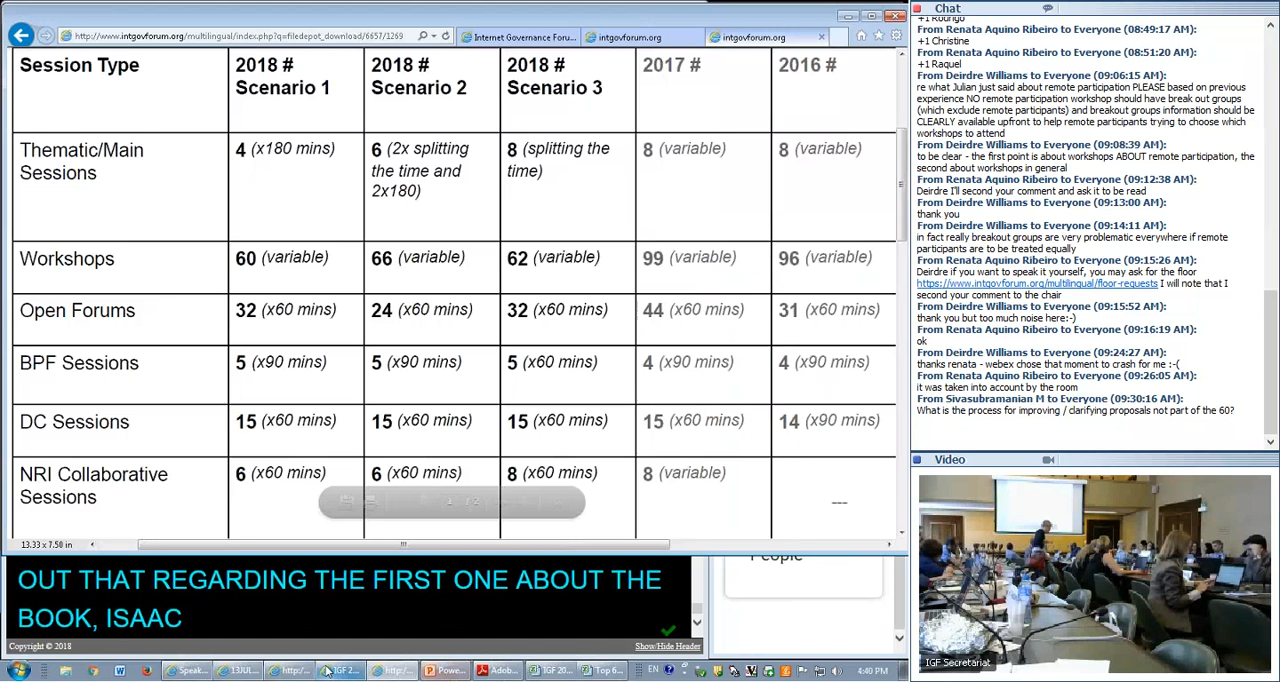 http://www.intgovforum.org/multilingual/index.php?q=filedepot_download/6657/1269
Internet Governance Foru...
intgovforum.org
intgovforum.org
Session Type
2018 # Scenario 1
2018 # Scenario 2
2018 # Scenario 3
2017 #
2016 #
Thematic/Main Sessions
4 (x180 mins)
6 (2x splitting the time and 2x180)
8 (splitting the time)
8 (variable)
8 (variable)
Workshops
60 (variable)
66 (variable)
62 (variable)
99 (variable)
96 (variable)
Open Forums
32 (x60 mins)
24 (x60 mins)
32 (x60 mins)
44 (x60 mins)
31 (x60 mins)
BPF Sessions
5 (x90 mins)
5 (x90 mins)
5 (x60 mins)
4 (x90 mins)
4 (x90 mins)
DC Sessions
15 (x60 mins)
15 (x60 mins)
15 (x60 mins)
15 (x60 mins)
14 (x90 mins)
NRI Collaborative Sessions
6 (x60 mins)
6 (x60 mins)
8 (x60 mins)
8 (variable)
---
13.33 x 7.50 in
OUT THAT REGARDING THE FIRST ONE ABOUT THE
BOOK, ISAAC
Copyright © 2018
Show/Hide Header
People
Chat
+1 Rodrigo
From Renata Aquino Ribeiro to Everyone (08:49:17 AM):
+1 Christine
From Renata Aquino Ribeiro to Everyone (08:51:20 AM):
+1 Raquel
From Deirdre Williams to Everyone (09:06:15 AM):
re what Julian just said about remote participation PLEASE based on previous
experience NO remote participation workshop should have break out groups
(which exclude remote participants) and breakout groups information should be
CLEARLY available upfront to help remote participants trying to choose which
workshops to attend
From Deirdre Williams to Everyone (09:08:39 AM):
to be clear - the first point is about workshops ABOUT remote participation, the
second about workshops in general
From Renata Aquino Ribeiro to Everyone (09:12:38 AM):
Deirdre I'll second your comment and ask it to be read
From Deirdre Williams to Everyone (09:13:00 AM):
thank you
From Deirdre Williams to Everyone (09:14:11 AM):
in fact really breakout groups are very problematic everywhere if remote
participants are to be treated equally
From Renata Aquino Ribeiro to Everyone (09:15:26 AM):
Deirdre if you want to speak it yourself, you may ask for the floor
https://www.intgovforum.org/multilingual/floor-requests I will note that I
second your comment to the chair
From Deirdre Williams to Everyone (09:15:52 AM):
thank you but too much noise here:-)
From Renata Aquino Ribeiro to Everyone (09:16:19 AM):
ok
From Deirdre Williams to Everyone (09:24:27 AM):
thanks renata - webex chose that moment to crash for me :-(
From Renata Aquino Ribeiro to Everyone (09:26:05 AM):
it was taken into account by the room
From Sivasubramanian M to Everyone (09:30:16 AM):
What is the process for improving / clarifying proposals not part of the 60?
Video
IGF Secretariat
Speak...
13JUL...
http:/...
IGF 2...
http:/...
Powe...
Adob...
IGF 20...
Top 6...
EN
4:40 PM